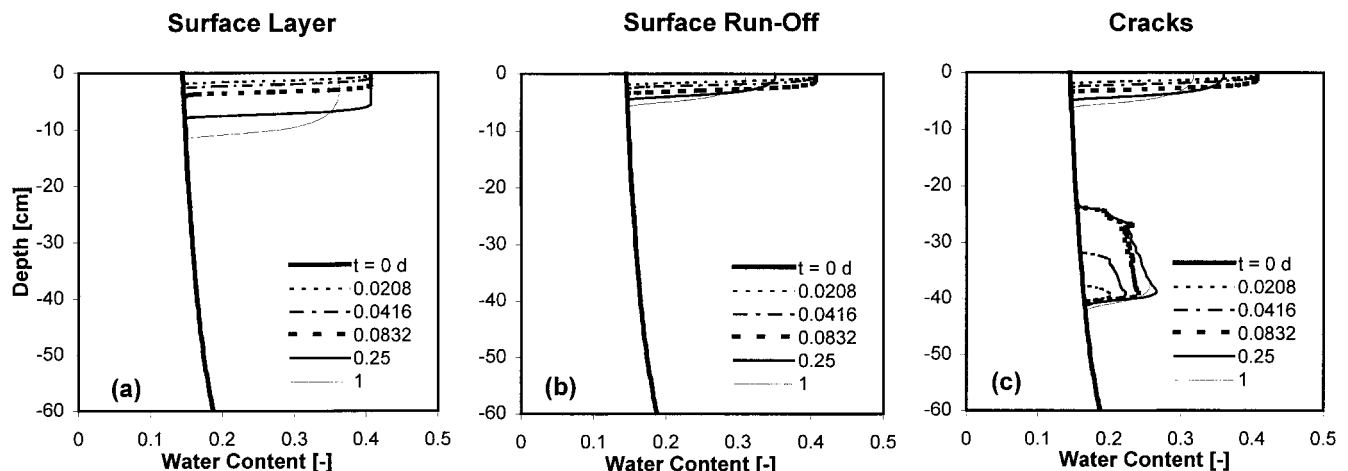 Surface Layer
0
-10
-20
-30
-40
-50
-60
Depth [cm]
t = 0 d
0.0208
0.0416
0.0832
0.25
1
(a)
0 0.1 0.2 0.3 0.4 0.5
Water Content [-]
Surface Run-Off
0
-10
-20
-30
-40
-50
-60
t = 0 d
0.0208
0.0416
0.0832
0.25
1
(b)
0 0.1 0.2 0.3 0.4 0.5
Water Content [-]
Cracks
0
-10
-20
-30
-40
-50
-60
t = 0 d
0.0208
0.0416
0.0832
0.25
1
(c)
0 0.1 0.2 0.3 0.4 0.5
Water Content [-]